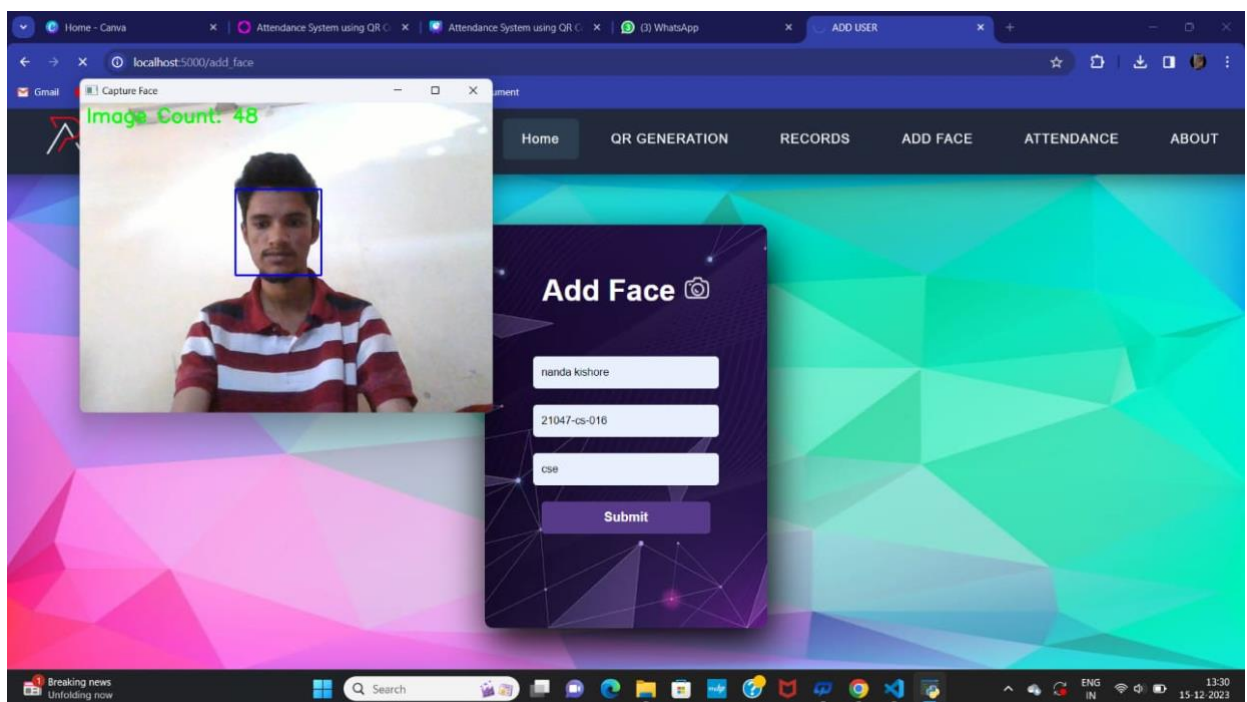 Home - Canva
Attendance System using QR C
Attendance System using QR C
(3) WhatsApp
ADD USER
localhost:5000/add_face
Gmail
ument
Capture Face
Image Count: 48
Home
QR GENERATION
RECORDS
ADD FACE
ATTENDANCE
ABOUT
Add Face
nanda kishore
21047-cs-016
cse
Submit
1
Breaking news
Unfolding now
Search
ENG
IN
13:30
15-12-2023